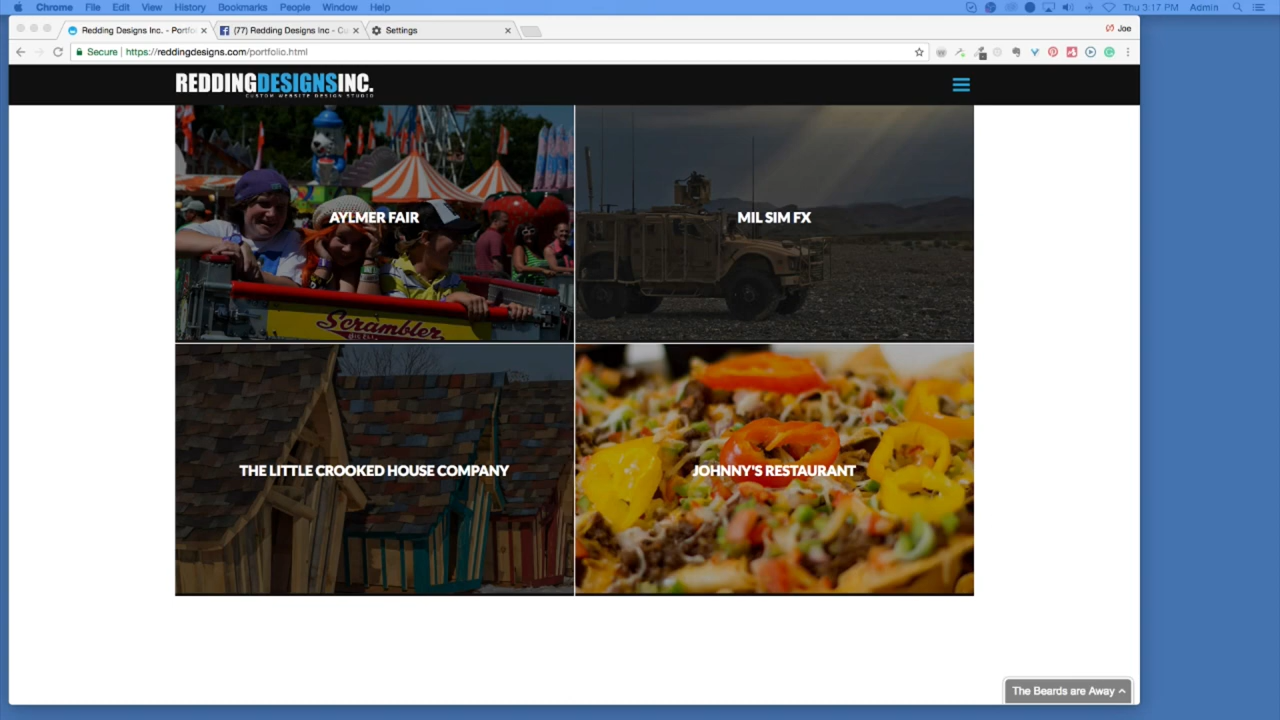 Chrome File Edit View History Bookmarks People Window Help Thu 3:17 PM Admin
Redding Designs Inc. - Portfo (77) Redding Designs Inc - Cu Settings Joe
Secure https://reddingdesigns.com/portfolio.html
REDDINGDESIGNSINC.
CUSTOM WEBSITE DESIGN STUDIO
AYLMER FAIR
MIL SIM FX
Scrambler
THE LITTLE CROOKED HOUSE COMPANY
JOHNNY'S RESTAURANT
The Beards are Away